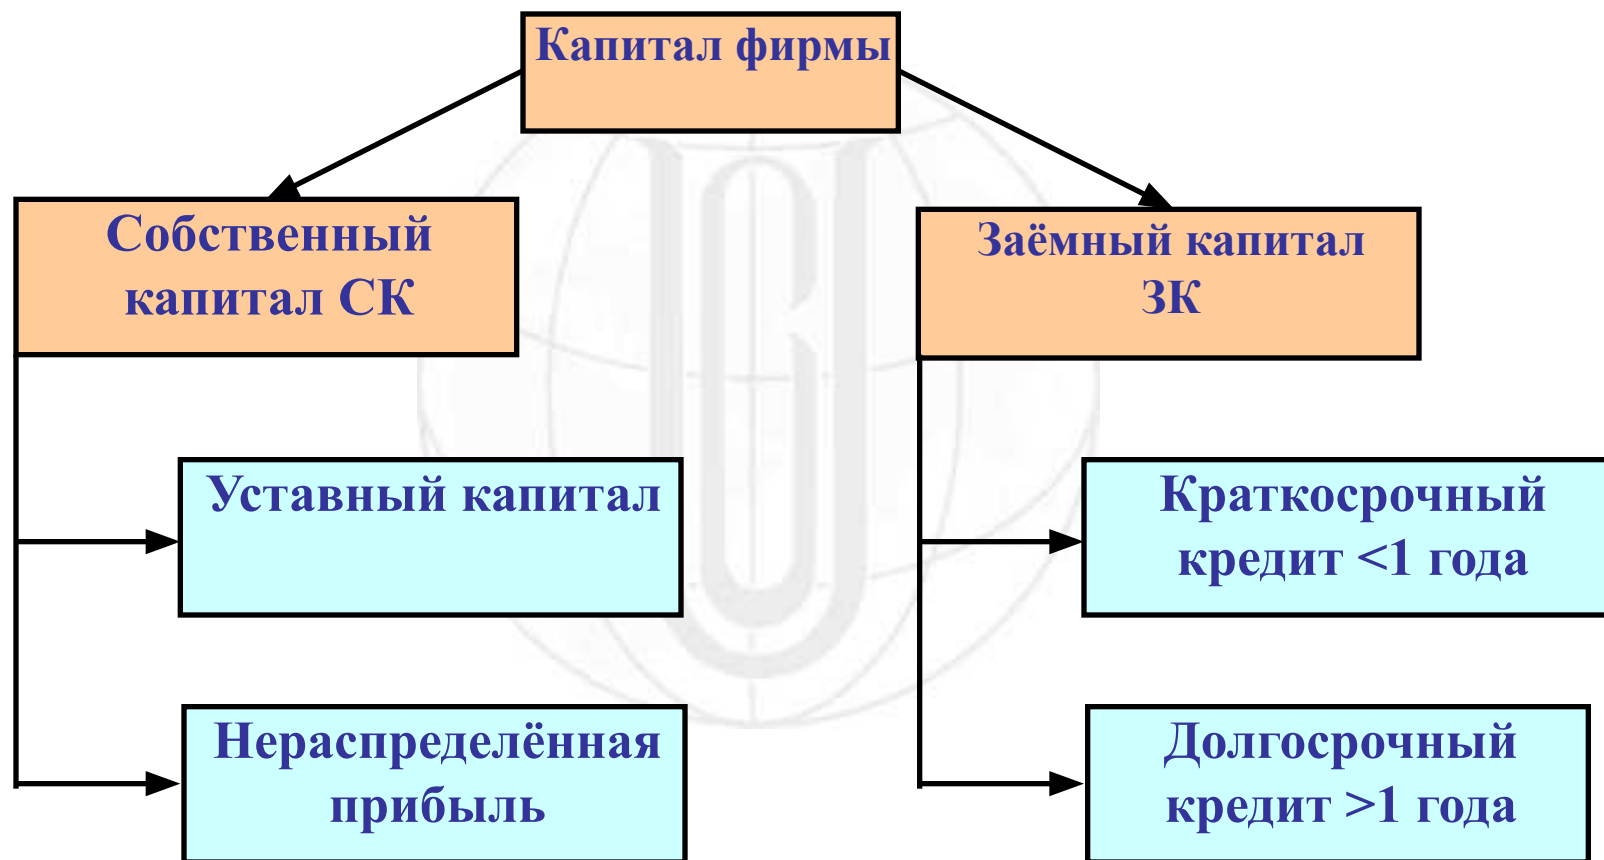 Капитал фирмы
Собственный
капитал СК
Заёмный капитал
ЗК
Уставный капитал
Краткосрочный
кредит <1 года
Нераспределённая
прибыль
Долгосрочный
кредит >1 года